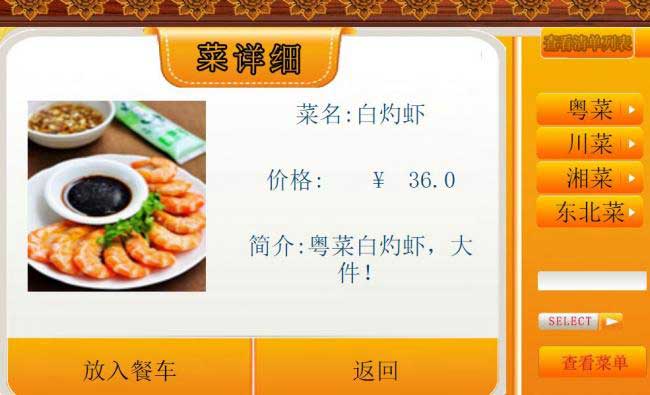 菜详细
查看清单列表
菜名:白灼虾
价格: ¥ 36.0
简介:粤菜白灼虾，大
件！
粤菜
川菜
湘菜
东北菜
SELECT
查看菜单
放入餐车
返回